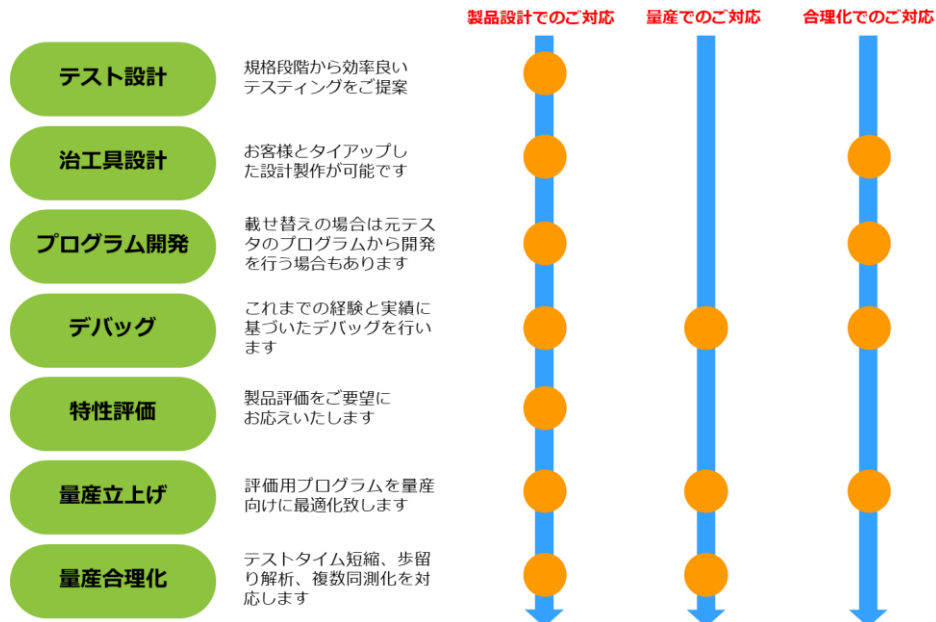 製品設計でのご対応 量産でのご対応 合理化でのご対応
テスト設計
規格段階から効率良い
テスティングをご提案
治工具設計
お客様とタイアップし
た設計製作が可能です
プログラム開発
載せ替えの場合は元テス
タのプログラムから開発
を行う場合もあります
デバッグ
これまでの経験と実績に
基づいたデバッグを行い
ます
特性評価
製品評価をご要望に
お応えいたします
量産立上げ
評価用プログラムを量産
向けに最適化致します
量産合理化
テストタイム短縮、歩留
り解析、複数同測化を対
応します